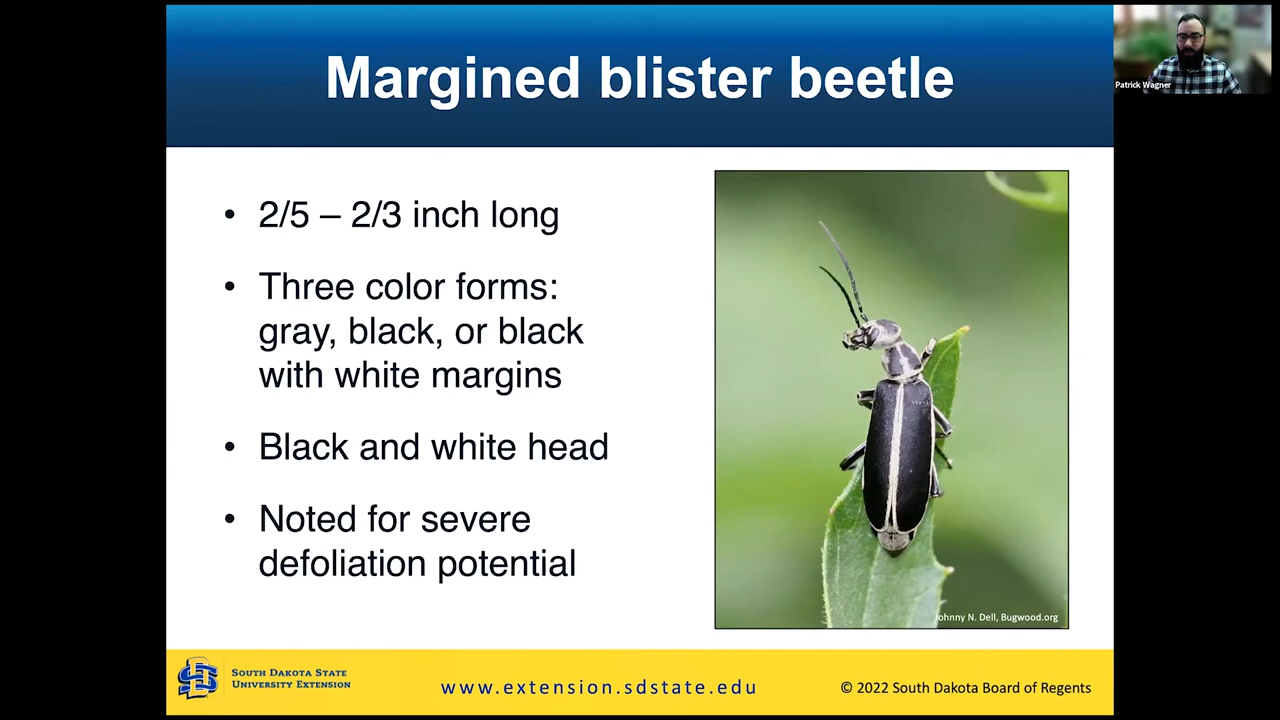 Margined blister beetle
Patrick Wagner
• 2/5 – 2/3 inch long
• Three color forms:
gray, black, or black
with white margins
• Black and white head
• Noted for severe
defoliation potential
Johnny N. Dell, Bugwood.org
SOUTH DAKOTA STATE
UNIVERSITY EXTENSION
www.extension.sdstate.edu
© 2022 South Dakota Board of Regents